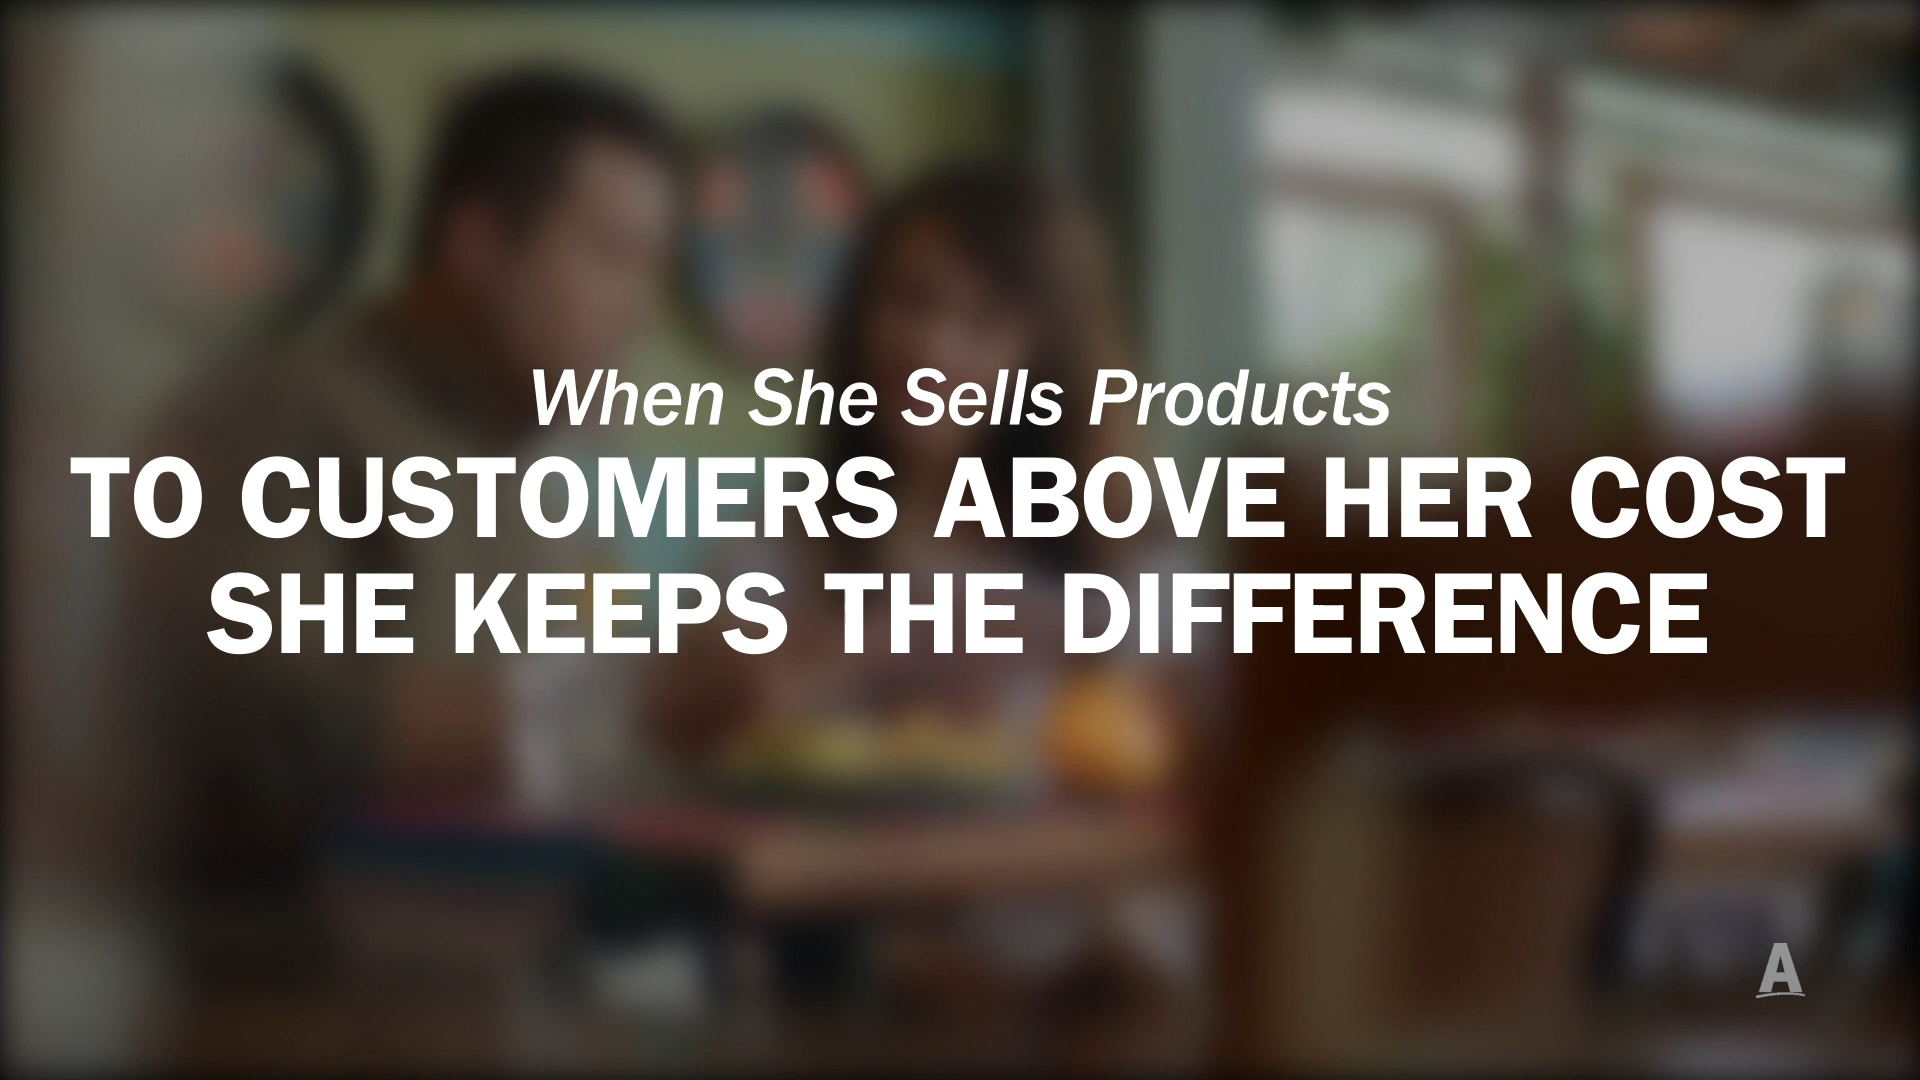 When She Sells Products
TO CUSTOMERS ABOVE HER COST
SHE KEEPS THE DIFFERENCE
A